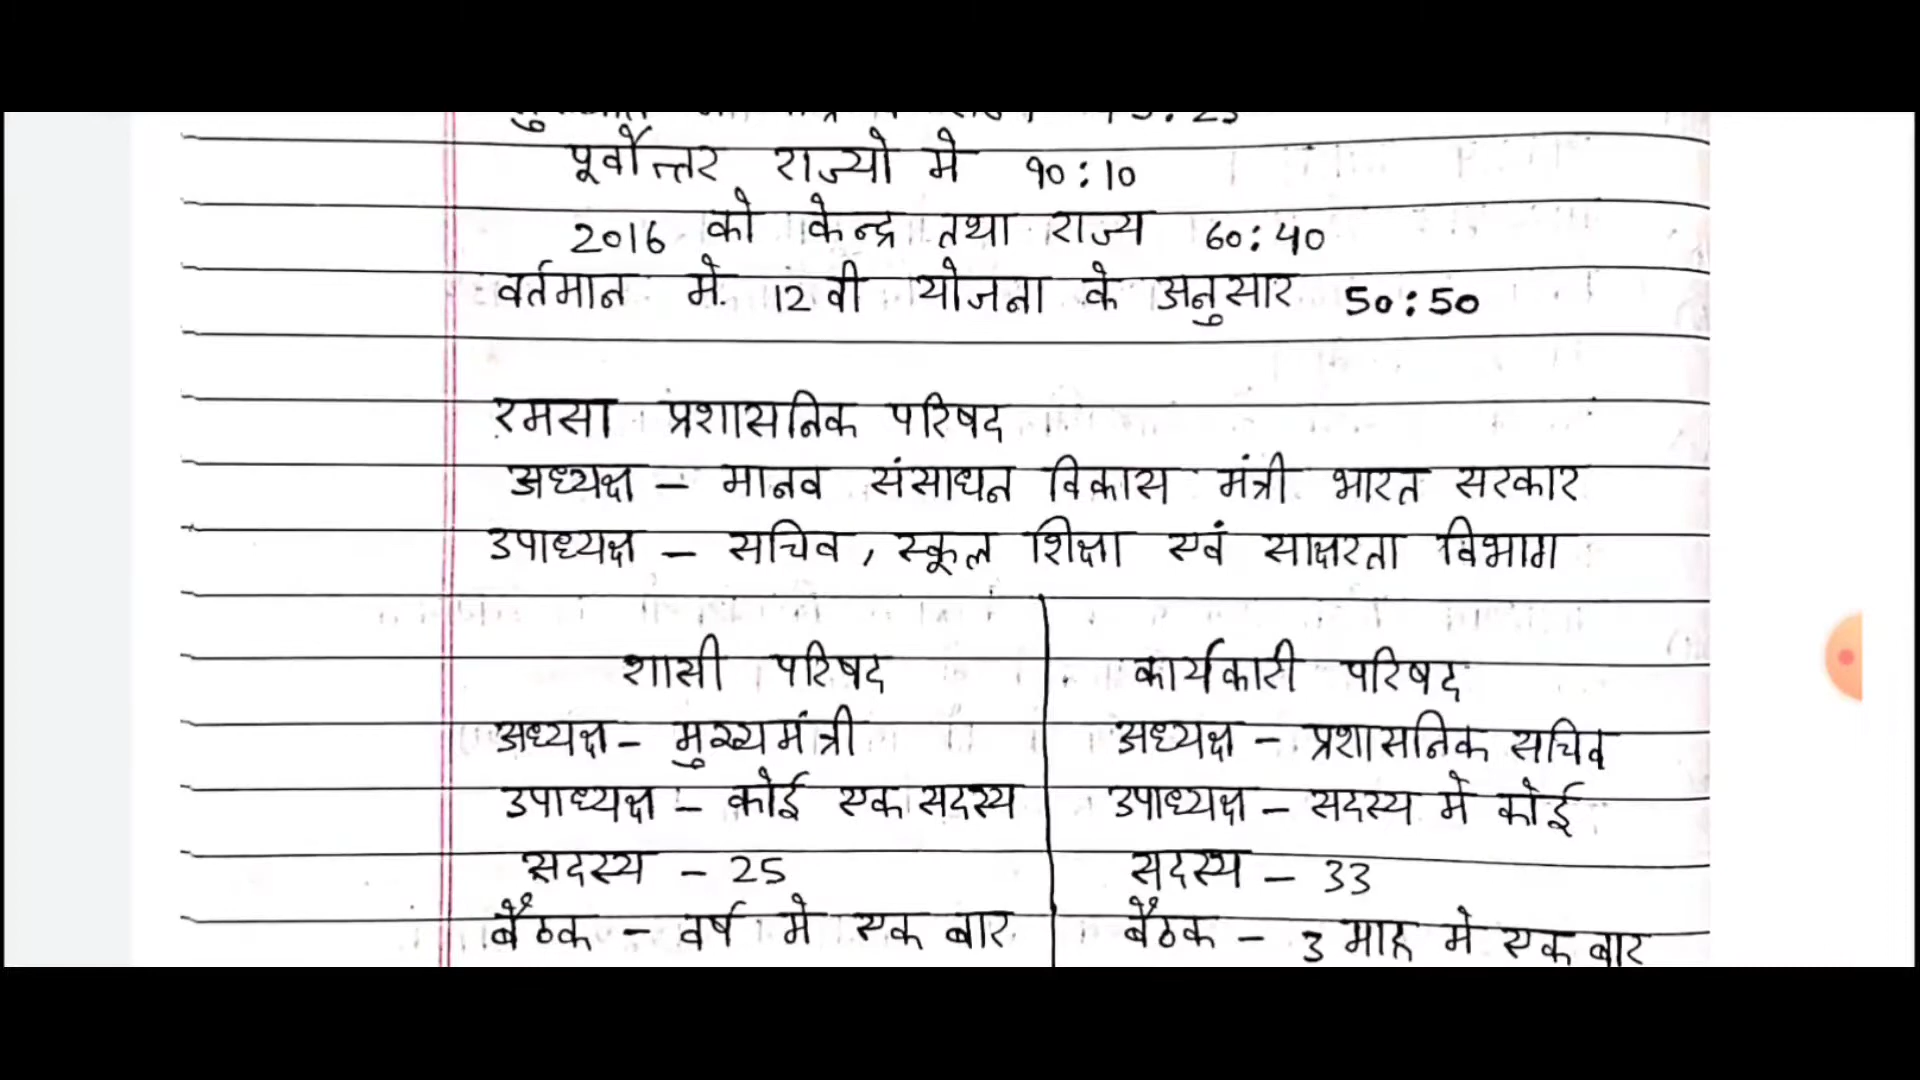 75:25
पूर्वोत्तर राज्यो मे 90:10
2016 को केन्द्र तथा राज्य 60:40
वर्तमान मे 12वी योजना के अनुसार 50:50
रमसा प्रशासनिक परिषद
अध्यक्ष – मानव संसाधन विकास मंत्री भारत सरकार
उपाध्यक्ष – सचिव, स्कूल शिक्षा एवं साक्षरता विभाग
शासी परिषद
अध्यक्ष – मुख्यमंत्री
उपाध्यक्ष – कोई एक सदस्य
सदस्य – 25
बैठक – वर्ष मे एक बार
कार्यकारी परिषद
अध्यक्ष – प्रशासनिक सचिव
उपाध्यक्ष – सदस्य मे कोई
सदस्य – 33
बैठक – 3 माह मे एक बार